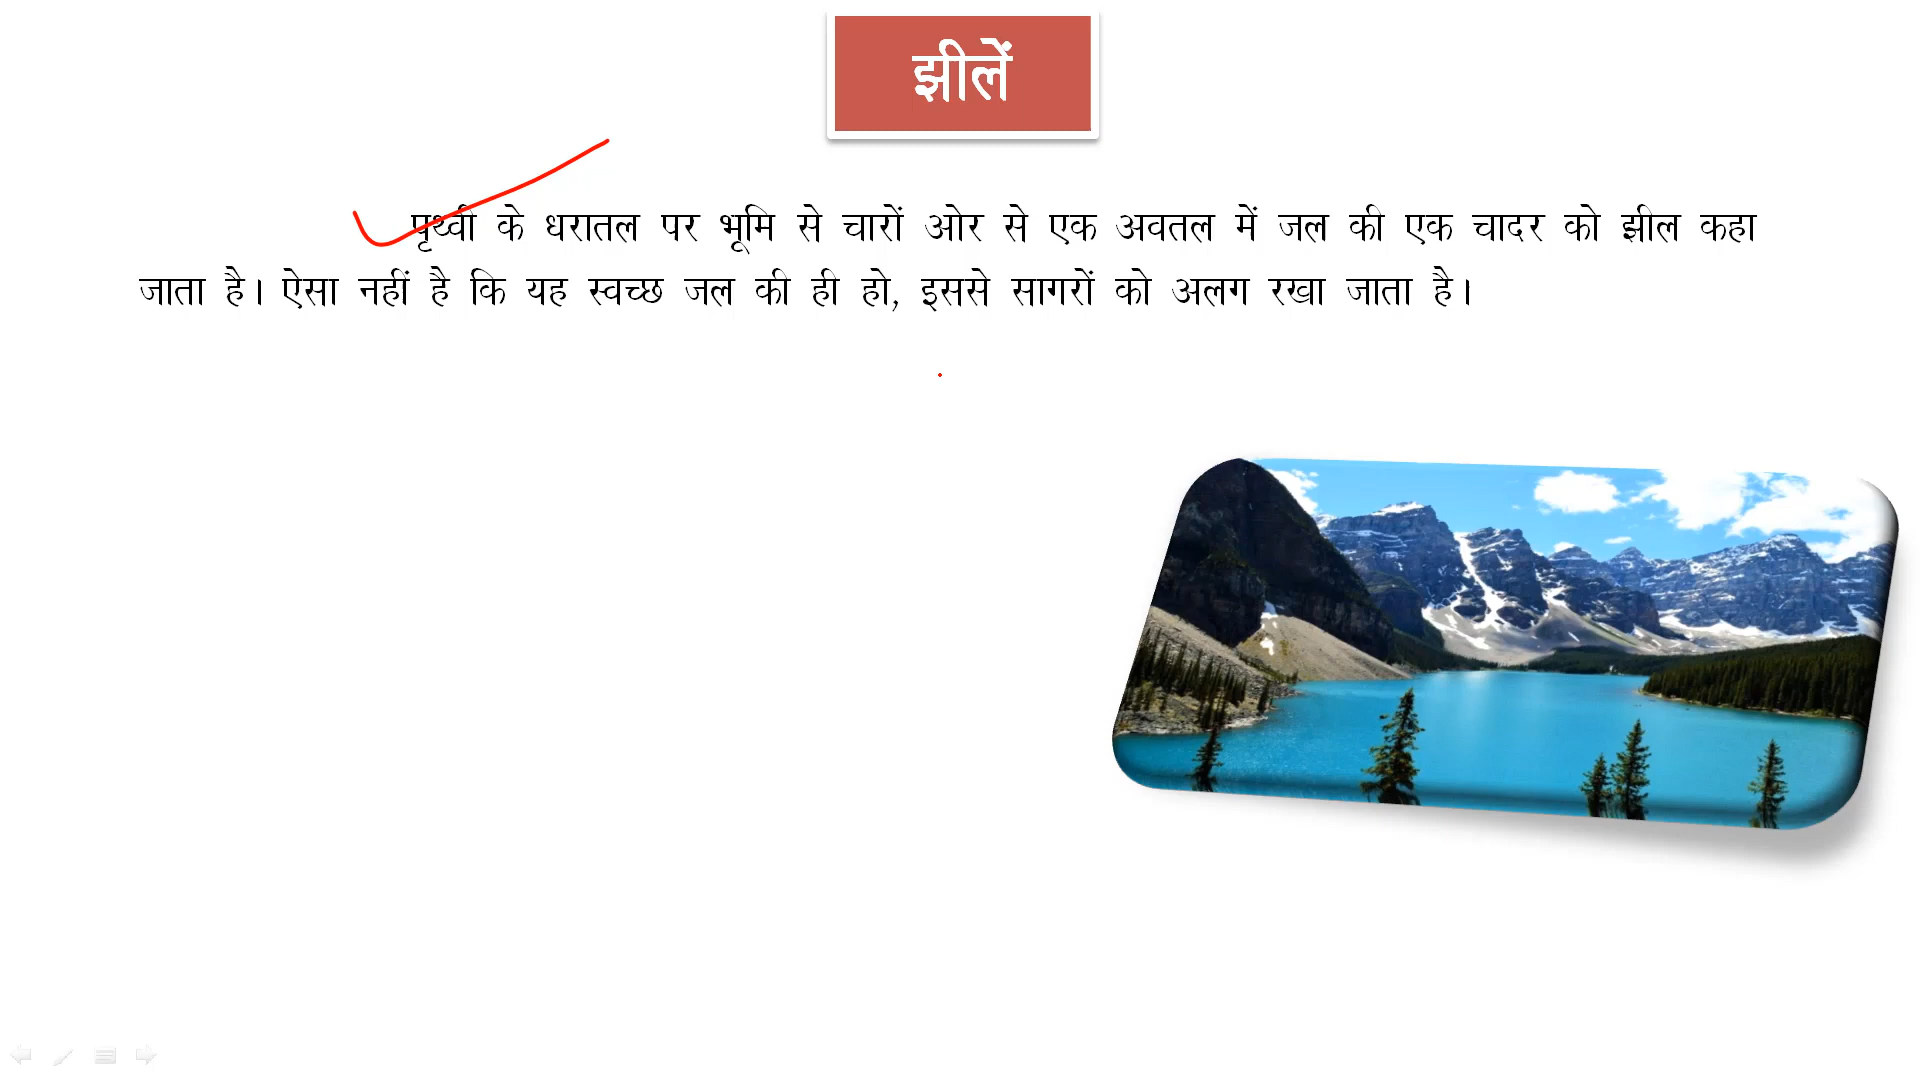 झीलें
पृथ्वी के धरातल पर भूमि से चारों ओर से एक अवतल में जल की एक चादर को झील कहा
जाता है। ऐसा नहीं है कि यह स्वच्छ जल की ही हो, इससे सागरों को अलग रखा जाता है।